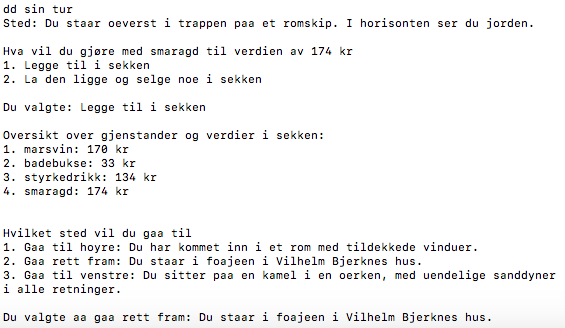 dd sin tur
Sted: Du staar oeverst i trappen paa et romskip. I horisonten ser du jorden.
Hva vil du gjøre med smaragd til verdien av 174 kr
1. Legge til i sekken
2. La den ligge og selge noe i sekken
Du valgte: Legge til i sekken
Oversikt over gjenstander og verdier i sekken:
1. marsvin: 170 kr
2. badebukse: 33 kr
3. styrkedrikk: 134 kr
4. smaragd: 174 kr
Hvilket sted vil du gaa til
1. Gaa til hoyre: Du har kommet inn i et rom med tildekkede vinduer.
2. Gaa rett fram: Du staar i foajeen i Vilhelm Bjerknes hus.
3. Gaa til venstre: Du sitter paa en kamel i en oerken, med uendelige sanddyner
i alle retninger.
Du valgte aa gaa rett fram: Du staar i foajeen i Vilhelm Bjerknes hus.